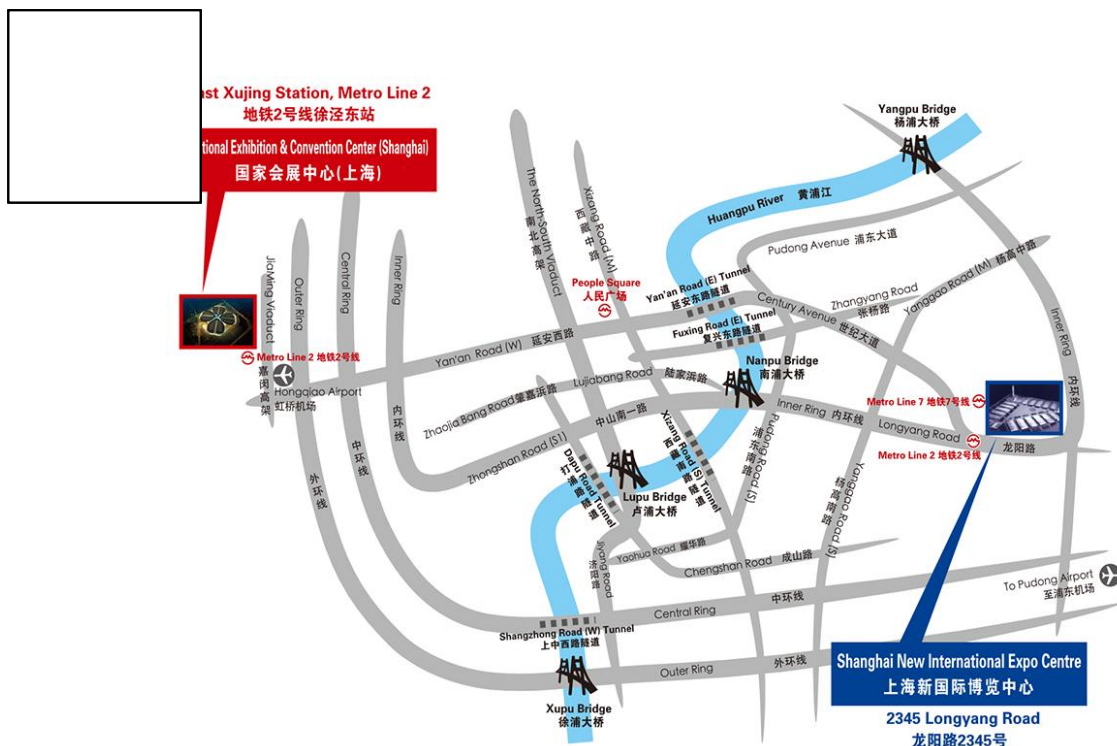 Xujing Station, Metro Line 2
地铁2号线徐泾东站
Exhibition & Convention Center (Shanghai)
国家会展中心(上海)
Yangpu Bridge
杨浦大桥
Huangpu River 黄浦江
The North-South Viaduct
南北高架
Xizang Road (M)
西藏中路
Pudong Avenue 浦东大道
JiaMing Viaduct
嘉闵高架
Outer Ring
Central Ring
Inner Ring
People Square
人民广场
Yan'an Road (E) Tunnel
延安东路隧道
Century Avenue 世纪大道
Zhangyang Road
张杨路
Yanggao Road (M) 杨高中路
Inner Ring
内环线
Fuxing Road (E) Tunnel
复兴东路隧道
Metro Line 2 地铁2号线
Hongqiao Airport
虹桥机场
Yan'an Road (W) 延安西路
Nanpu Bridge
南浦大桥
Lujiabang Road 陆家浜路
Zhaojia Bang Road 肇嘉浜路
内环线
Zhongshan Road (S1) 中山南一路
Inner Ring 内环线
Metro Line 7 地铁7号线
Longyang Road
龙阳路
Metro Line 2 地铁2号线
外环线
中环线
Dapu Road Tunnel
打浦路隧道
Lupu Bridge
卢浦大桥
Xizang Road (S) Tunnel
西藏南路隧道
Pudong Road (S)
浦东南路
Yanggao Road (S)
杨高南路
Jiyang Road
济阳路
Yaohua Road 耀华路
Chengshan Road 成山路
To Pudong Airport
至浦东机场
Central Ring 中环线
Shangzhong Road (W) Tunnel
上中西路隧道
Outer Ring 外环线
Xupu Bridge
徐浦大桥
Shanghai New International Expo Centre
上海新国际博览中心
2345 Longyang Road
龙阳路2345号